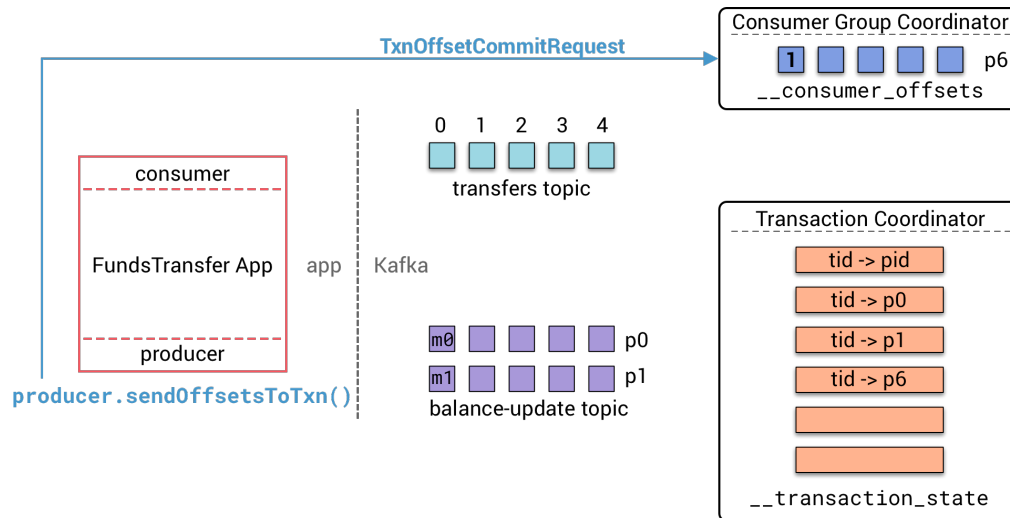 Consumer Group Coordinator
TxnOffsetCommitRequest
1 p6
__consumer_offsets
0 1 2 3 4
transfers topic
consumer
FundsTransfer App
producer
producer.sendOffsetsToTxn()
app Kafka
m0 p0
m1 p1
balance-update topic
Transaction Coordinator
tid -> pid
tid -> p0
tid -> p1
tid -> p6
__transaction_state